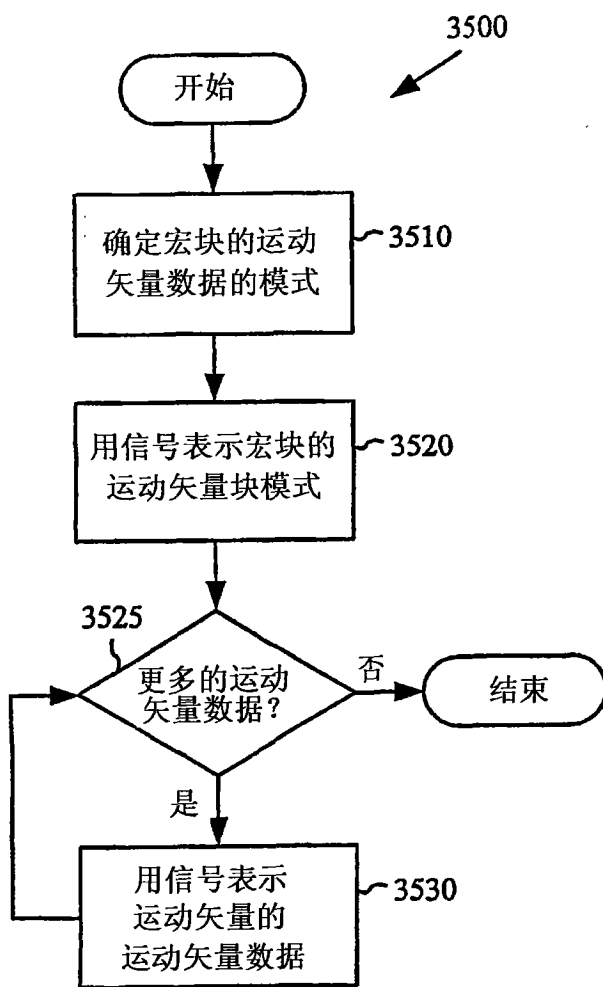 3500
开始
确定宏块的运动
矢量数据的模式
3510
用信号表示宏块的
运动矢量块模式
3520
3525
更多的运动
矢量数据?
否
结束
是
用信号表示
运动矢量的
运动矢量数据
3530